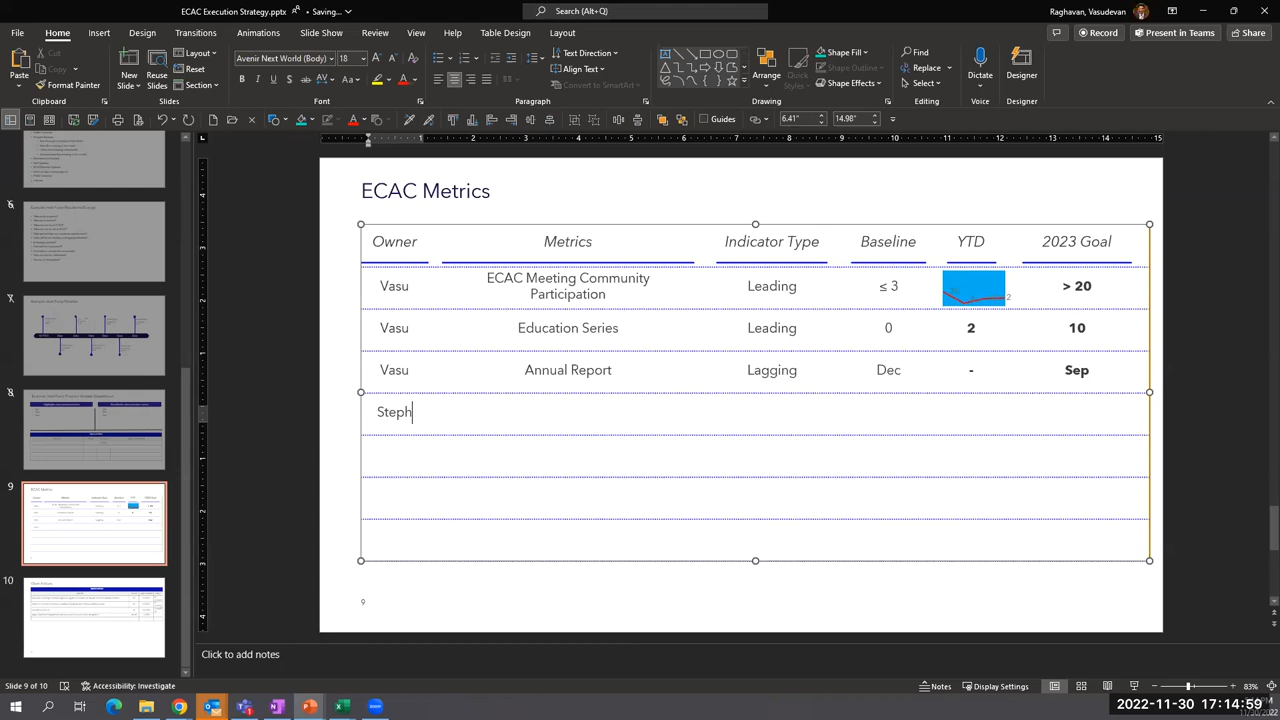 ECAC Execution Strategy.pptx • Saving...
Search (Alt+Q)
Raghavan, Vasudevan
File Home Insert Design Transitions Animations Slide Show Review View Help Table Design Layout
Record Present in Teams Share
Paste
Cut
Copy
Format Painter
Clipboard
New Slide
Reuse Slides
Layout
Reset
Section
Slides
Avenir Next World (Body) 18
Font
Text Direction
Align Text
Convert to SmartArt
Paragraph
Arrange
Quick Styles
Shape Fill
Shape Outline
Shape Effects
Drawing
Find
Replace
Select
Editing
Dictate
Voice
Designer
Designer
Guides 6.41" 14.98"
ECAC Metrics
Owner Metrics Indicator Type Baseline YTD 2023 Goal
Vasu ECAC Meeting Community Participation Leading ≤ 3 2 > 20
Vasu Education Series Leading 0 2 10
Vasu Annual Report Lagging Dec - Sep
Steph
9
6
7
8
9
10
Click to add notes
Slide 9 of 10 Accessibility: Investigate Notes Display Settings 83%
2022-11-30 17:14:59